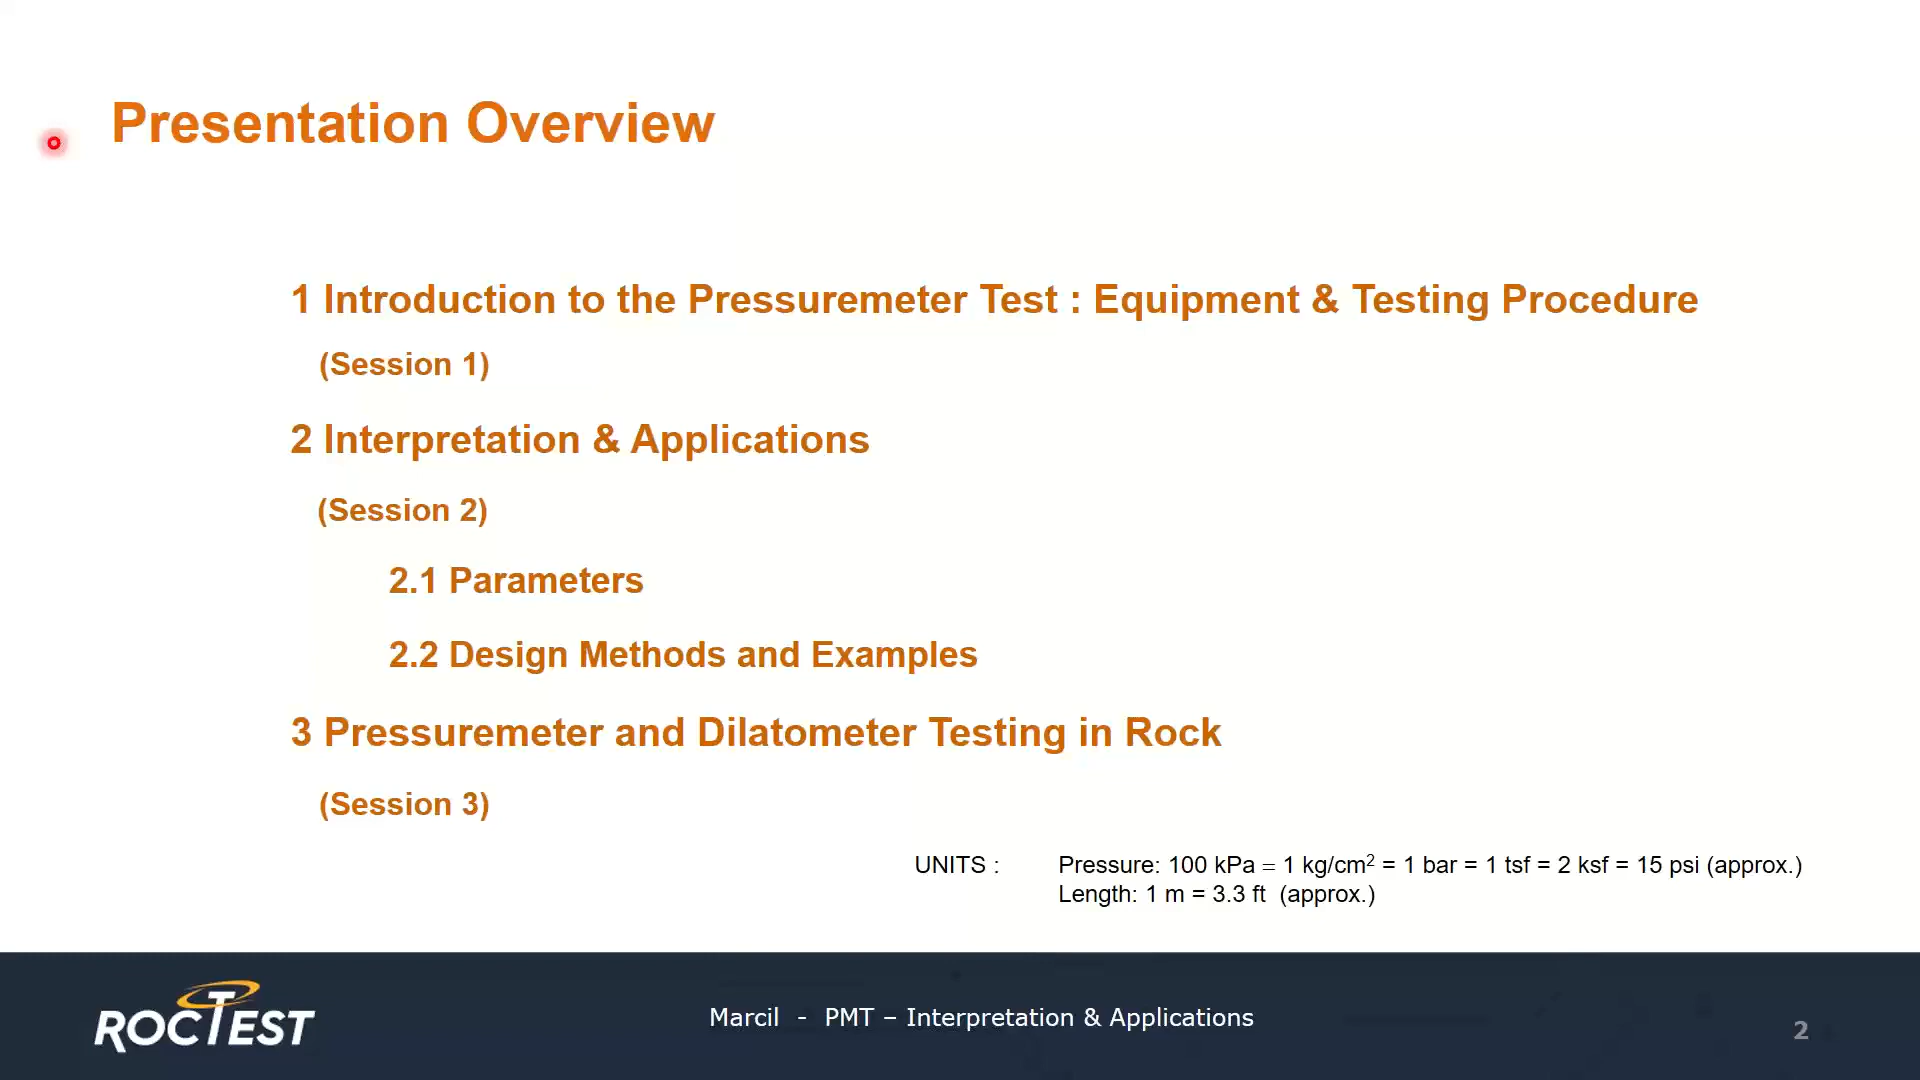 Presentation Overview
1 Introduction to the Pressuremeter Test : Equipment & Testing Procedure
(Session 1)
2 Interpretation & Applications
(Session 2)
2.1 Parameters
2.2 Design Methods and Examples
3 Pressuremeter and Dilatometer Testing in Rock
(Session 3)
UNITS : Pressure: 100 kPa = 1 kg/cm² = 1 bar = 1 tsf = 2 ksf = 15 psi (approx.)
Length: 1 m = 3.3 ft (approx.)
ROCTEST
Marcil - PMT – Interpretation & Applications
2